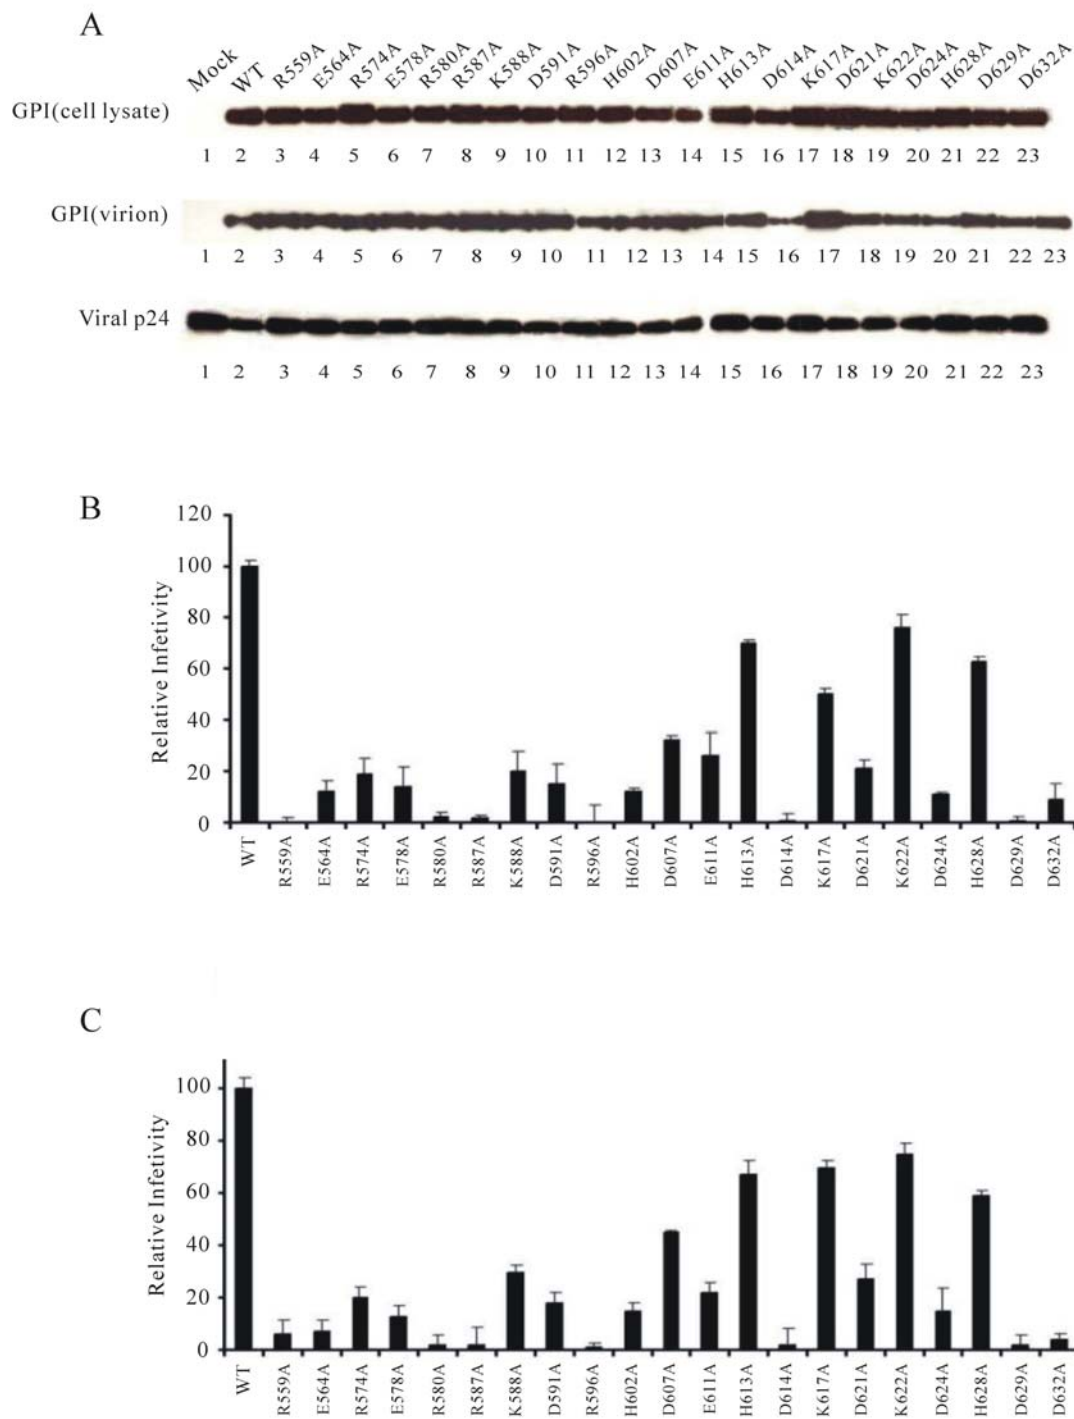 A
Mock WT R559A E564A R574A E578A R580A R587A K588A D591A R596A H602A D607A E611A H613A D614A K617A D621A K622A D624A H628A D629A D632A
GPI(cell lysate)
1 2 3 4 5 6 7 8 9 10 11 12 13 14 15 16 17 18 19 20 21 22 23
GPI(virion)
1 2 3 4 5 6 7 8 9 10 11 12 13 14 15 16 17 18 19 20 21 22 23
Viral p24
1 2 3 4 5 6 7 8 9 10 11 12 13 14 15 16 17 18 19 20 21 22 23
B
Relative Infetivity
120
100
80
60
40
20
0
WT R559A E564A R574A E578A R580A R587A K588A D591A R596A H602A D607A E611A H613A D614A K617A D621A K622A D624A H628A D629A D632A
C
Relative Infetivity
100
80
60
40
20
0
WT R559A E564A R574A E578A R580A R587A K588A D591A R596A H602A D607A E611A H613A D614A K617A D621A K622A D624A H628A D629A D632A